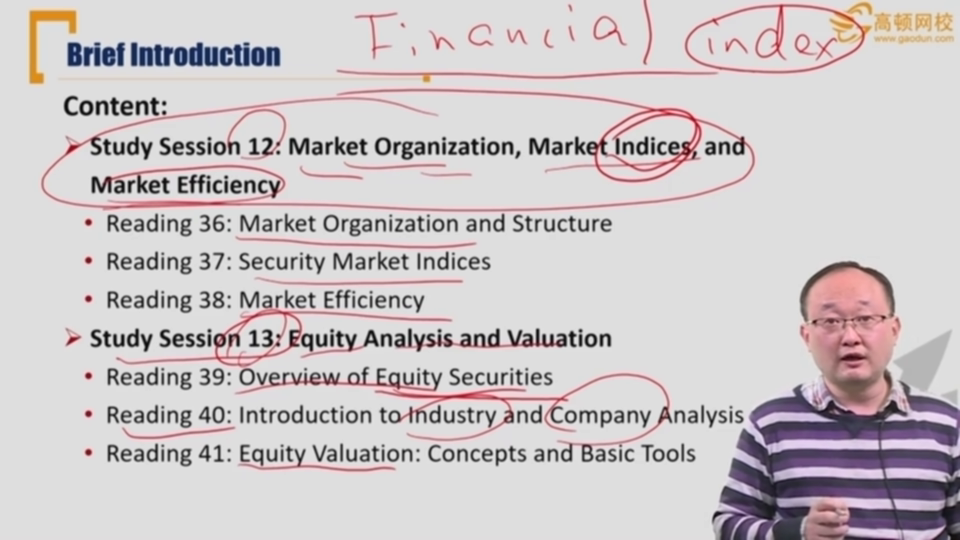 Financial index
高顿网校
www.gaodun.com
Brief Introduction
Content:
Study Session 12: Market Organization, Market Indices, and
Market Efficiency
• Reading 36: Market Organization and Structure
• Reading 37: Security Market Indices
• Reading 38: Market Efficiency
Study Session 13: Equity Analysis and Valuation
• Reading 39: Overview of Equity Securities
• Reading 40: Introduction to Industry and Company Analysis
• Reading 41: Equity Valuation: Concepts and Basic Tools